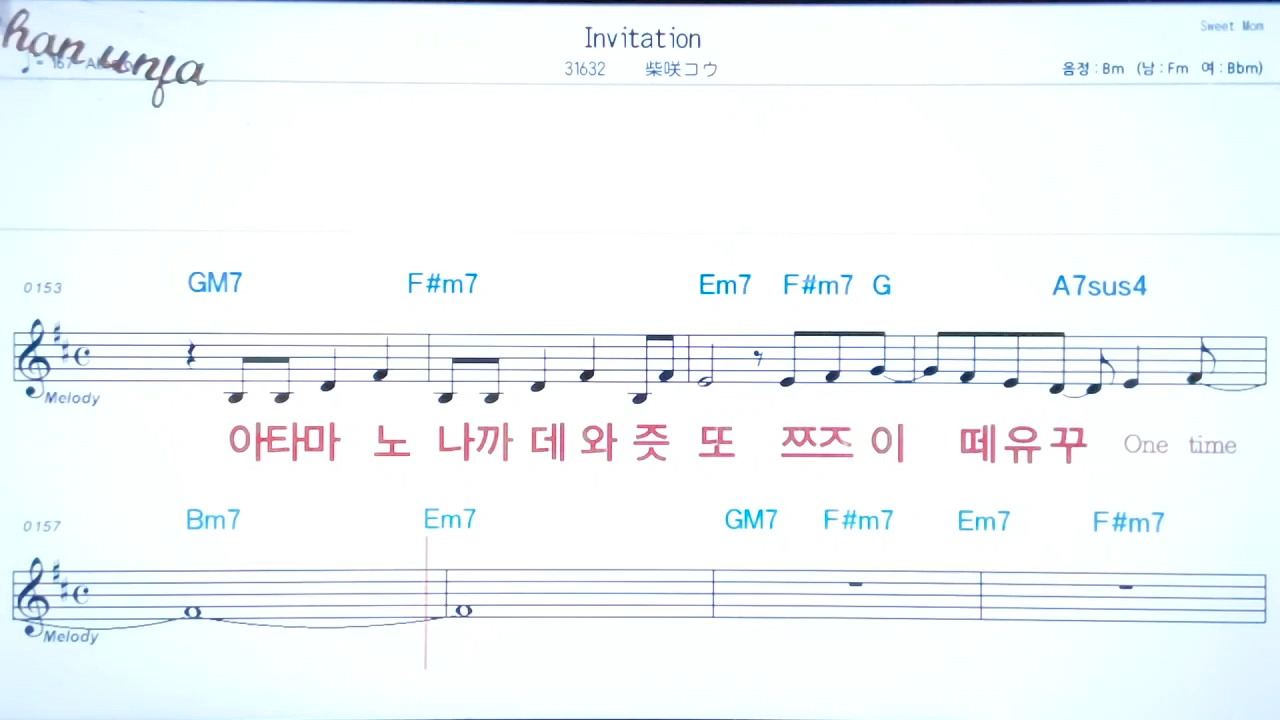 han unja
Invitation
Sweet Mom
31632 柴咲コウ
음정 : Bm (남 : Fm 여 : Bbm)
0153 GM7 F#m7 Em7 F#m7 G A7sus4
Melody
아타마 노 나까 데 와 즛 또 쯔즈 이 떼유꾸 One time
0157 Bm7 Em7 GM7 F#m7 Em7 F#m7
Melody